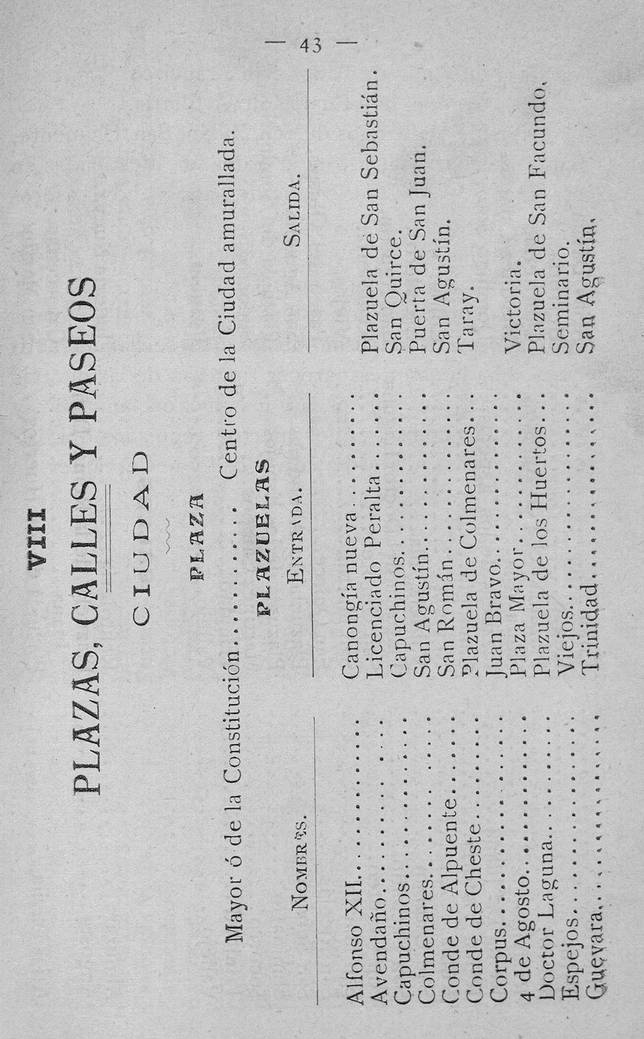 — 43 —
VIII
PLAZAS, CALLES Y PASEOS
CIUDAD
PLAZA
Mayor ó de la Constitución............ Centro de la Ciudad amurallada.
PLAZUELAS
NOMBRES. ENTRADA. SALIDA.
Alfonso XII............. Canongía nueva..........
Avendaño............. Licenciado Peralta....... Plazuela de San Sebastián.
Capuchinos............. Capuchinos............. San Quirce.
Colmenares............. San Agustín............. Puerta de San Juan.
Conde de Alpuente...... San Román............. San Agustín.
Conde de Cheste........ Plazuela de Colmenares... Taray.
Corpus................. Juan Bravo.............
4 de Agosto............. Plaza Mayor............. Victoria.
Doctor Laguna.......... Plazuela de los Huertos... Plazuela de San Facundo.
Espejos................. Viejos................. Seminario.
Guevara................. Trinidad................. San Agustín.